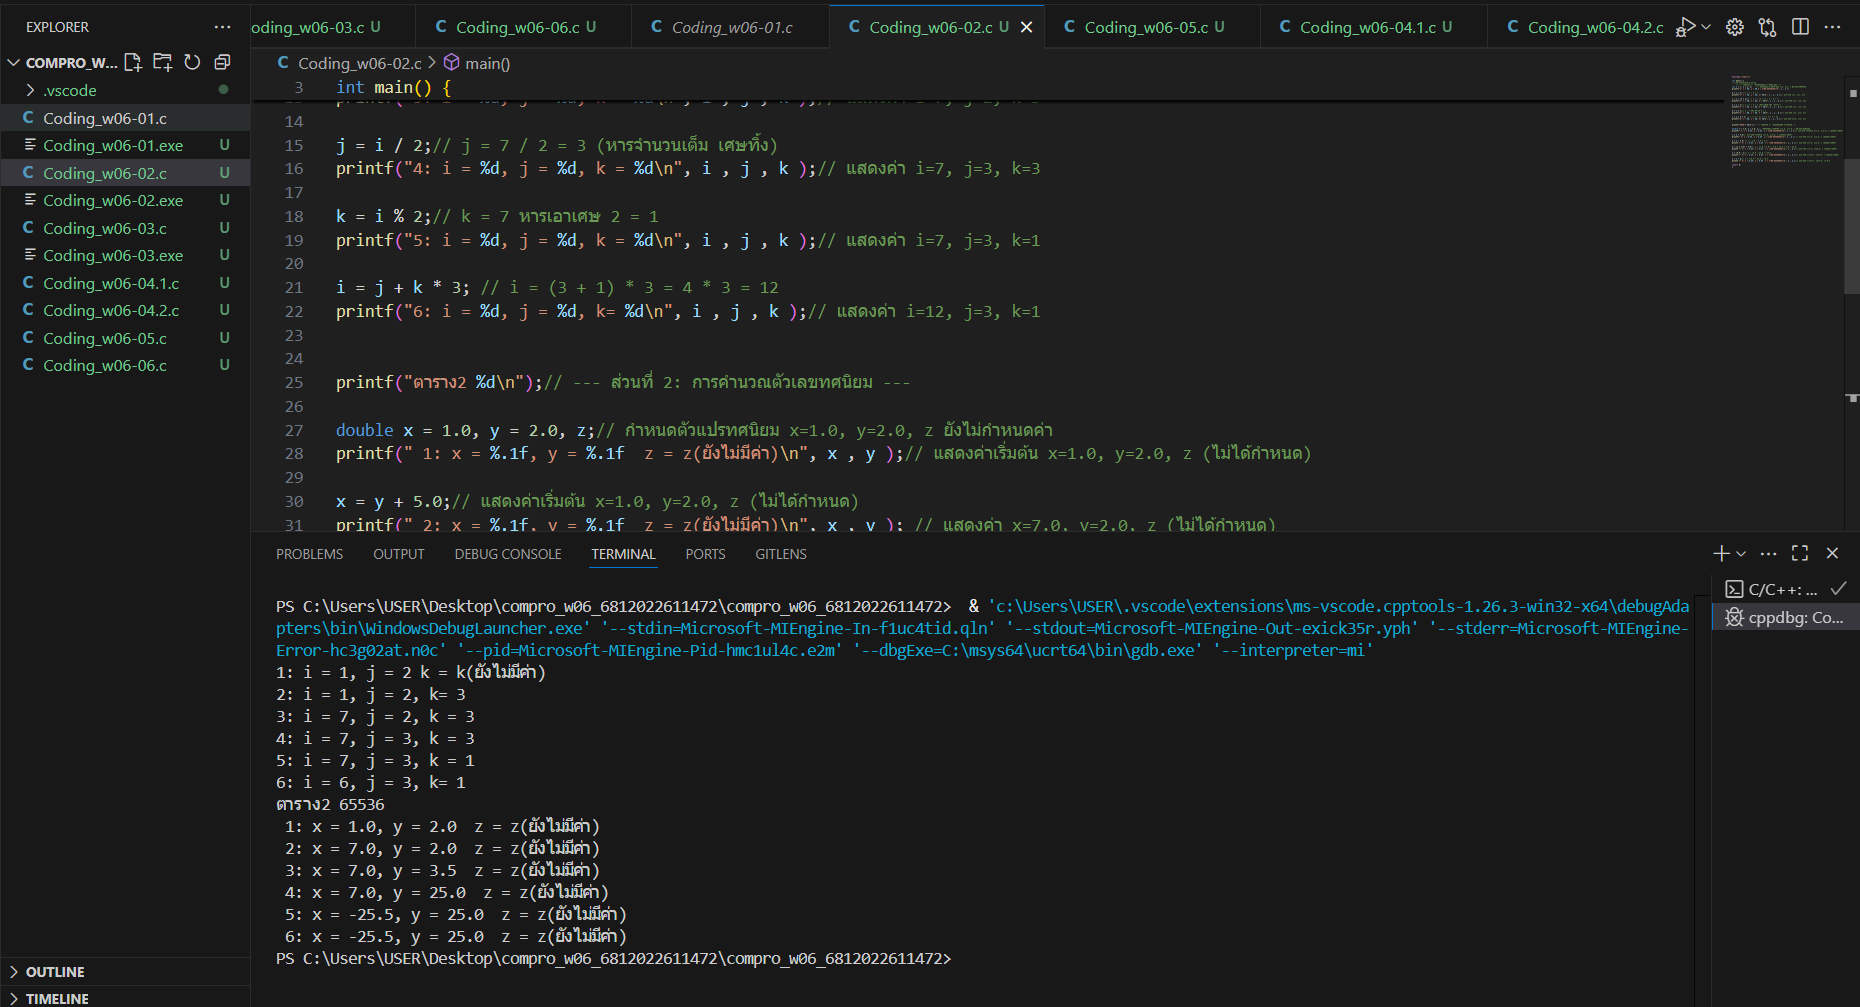 EXPLORER
COMPRO_W...
.vscode
Coding_w06-01.c
Coding_w06-01.exe U
Coding_w06-02.c U
Coding_w06-02.exe U
Coding_w06-03.c U
Coding_w06-03.exe U
Coding_w06-04.1.c U
Coding_w06-04.2.c U
Coding_w06-05.c U
Coding_w06-06.c U
OUTLINE
TIMELINE
oding_w06-03.c U
C Coding_w06-06.c U
C Coding_w06-01.c
C Coding_w06-02.c U
C Coding_w06-05.c U
C Coding_w06-04.1.c U
C Coding_w06-04.2.c
C Coding_w06-02.c > main()
3 int main() {
14
15 j = i / 2;// j = 7 / 2 = 3 (หารจำนวนเต็ม เศษทิ้ง)
16 printf("4: i = %d, j = %d, k = %d\n", i , j , k );// แสดงค่า i=7, j=3, k=3
17
18 k = i % 2;// k = 7 หารเอาเศษ 2 = 1
19 printf("5: i = %d, j = %d, k = %d\n", i , j , k );// แสดงค่า i=7, j=3, k=1
20
21 i = j + k * 3; // i = (3 + 1) * 3 = 4 * 3 = 12
22 printf("6: i = %d, j = %d, k= %d\n", i , j , k );// แสดงค่า i=12, j=3, k=1
23
24
25 printf("ตาราง2 %d\n");// --- ส่วนที่ 2: การคำนวณตัวเลขทศนิยม ---
26
27 double x = 1.0, y = 2.0, z;// กำหนดตัวแปรทศนิยม x=1.0, y=2.0, z ยังไม่กำหนดค่า
28 printf(" 1: x = %.1f, y = %.1f  z = z(ยังไม่มีค่า)\n", x , y );// แสดงค่าเริ่มต้น x=1.0, y=2.0, z (ไม่ได้กำหนด)
29
30 x = y + 5.0;// แสดงค่าเริ่มต้น x=1.0, y=2.0, z (ไม่ได้กำหนด)
31 printf(" 2: x = %.1f, y = %.1f  z = z(ยังไม่มีค่า)\n", x , y ); // แสดงค่า x=7.0, y=2.0, z (ไม่ได้กำหนด)
PROBLEMS OUTPUT DEBUG CONSOLE TERMINAL PORTS GITLENS
PS C:\Users\USER\Desktop\compro_w06_6812022611472\compro_w06_6812022611472>  & 'c:\Users\USER\.vscode\extensions\ms-vscode.cpptools-1.26.3-win32-x64\debugAda
pters\bin\WindowsDebugLauncher.exe' '--stdin=Microsoft-MIEngine-In-f1uc4tid.qln' '--stdout=Microsoft-MIEngine-Out-exick35r.yph' '--stderr=Microsoft-MIEngine-
Error-hc3g02at.n0c' '--pid=Microsoft-MIEngine-Pid-hmc1ul4c.e2m' '--dbgExe=C:\msys64\ucrt64\bin\gdb.exe' '--interpreter=mi'
1: i = 1, j = 2 k = k(ยังไม่มีค่า)
2: i = 1, j = 2, k= 3
3: i = 7, j = 2, k = 3
4: i = 7, j = 3, k = 3
5: i = 7, j = 3, k = 1
6: i = 6, j = 3, k= 1
ตาราง2 65536
 1: x = 1.0, y = 2.0  z = z(ยังไม่มีค่า)
 2: x = 7.0, y = 2.0  z = z(ยังไม่มีค่า)
 3: x = 7.0, y = 3.5  z = z(ยังไม่มีค่า)
 4: x = 7.0, y = 25.0  z = z(ยังไม่มีค่า)
 5: x = -25.5, y = 25.0  z = z(ยังไม่มีค่า)
 6: x = -25.5, y = 25.0  z = z(ยังไม่มีค่า)
PS C:\Users\USER\Desktop\compro_w06_6812022611472\compro_w06_6812022611472>
C/C++: ...
cppdbg: Co...